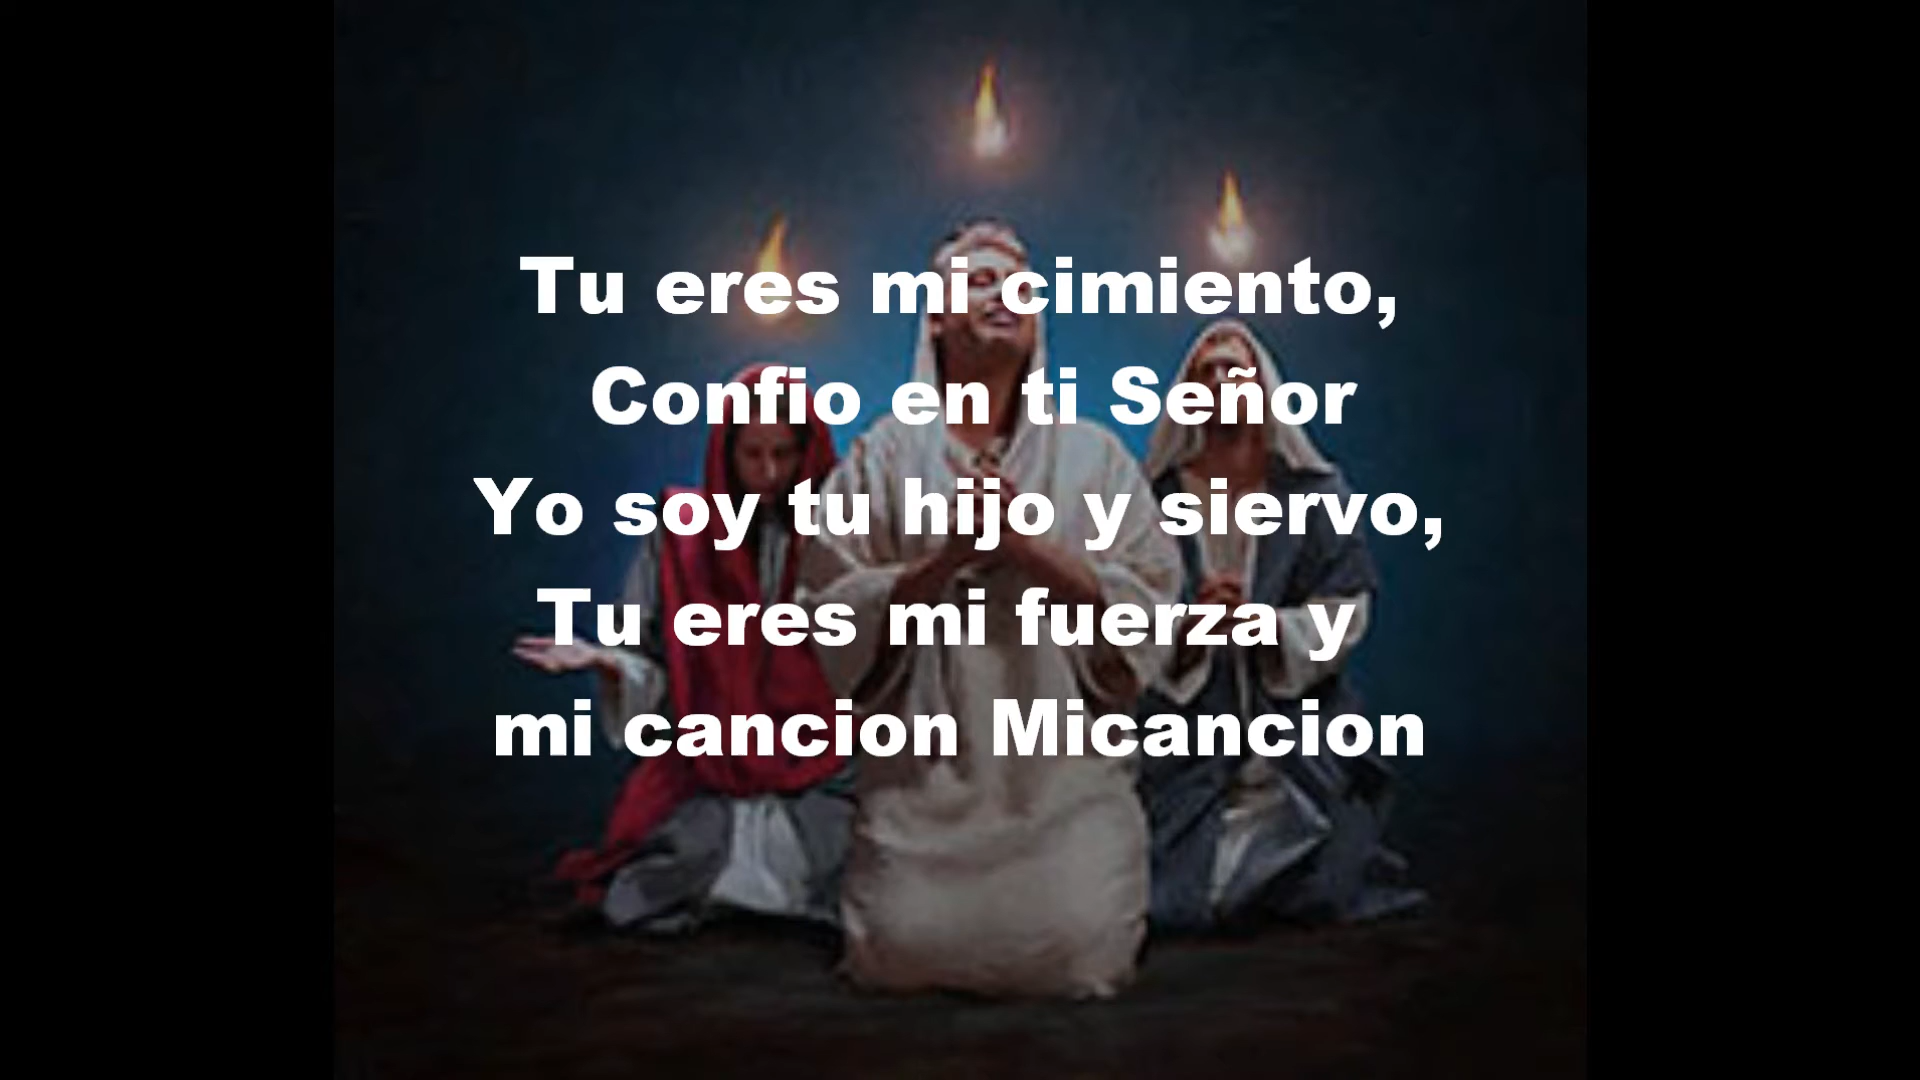 Tu eres mi cimiento,
Confio en ti Señor
Yo soy tu hijo y siervo,
Tu eres mi fuerza y
mi cancion Micancion